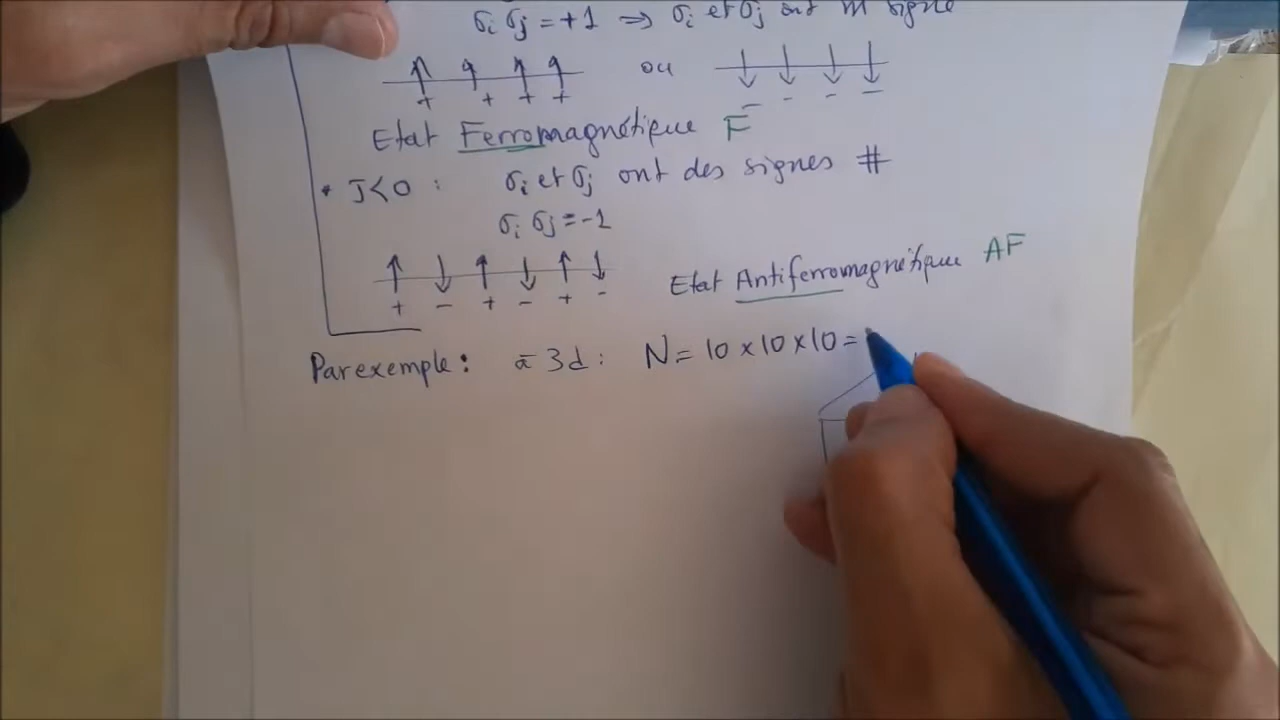 σi σj = +1 ⇒ σi et σj ont m̂ signe
+ + + + ou - - - -
Etat Ferromagnétique F
* J<0 : σi et σj ont des signes #
σi σj = -1
+ - + - + -
Etat Antiferromagnétique AF
Par exemple : à 3d : N = 10 × 10 × 10 =